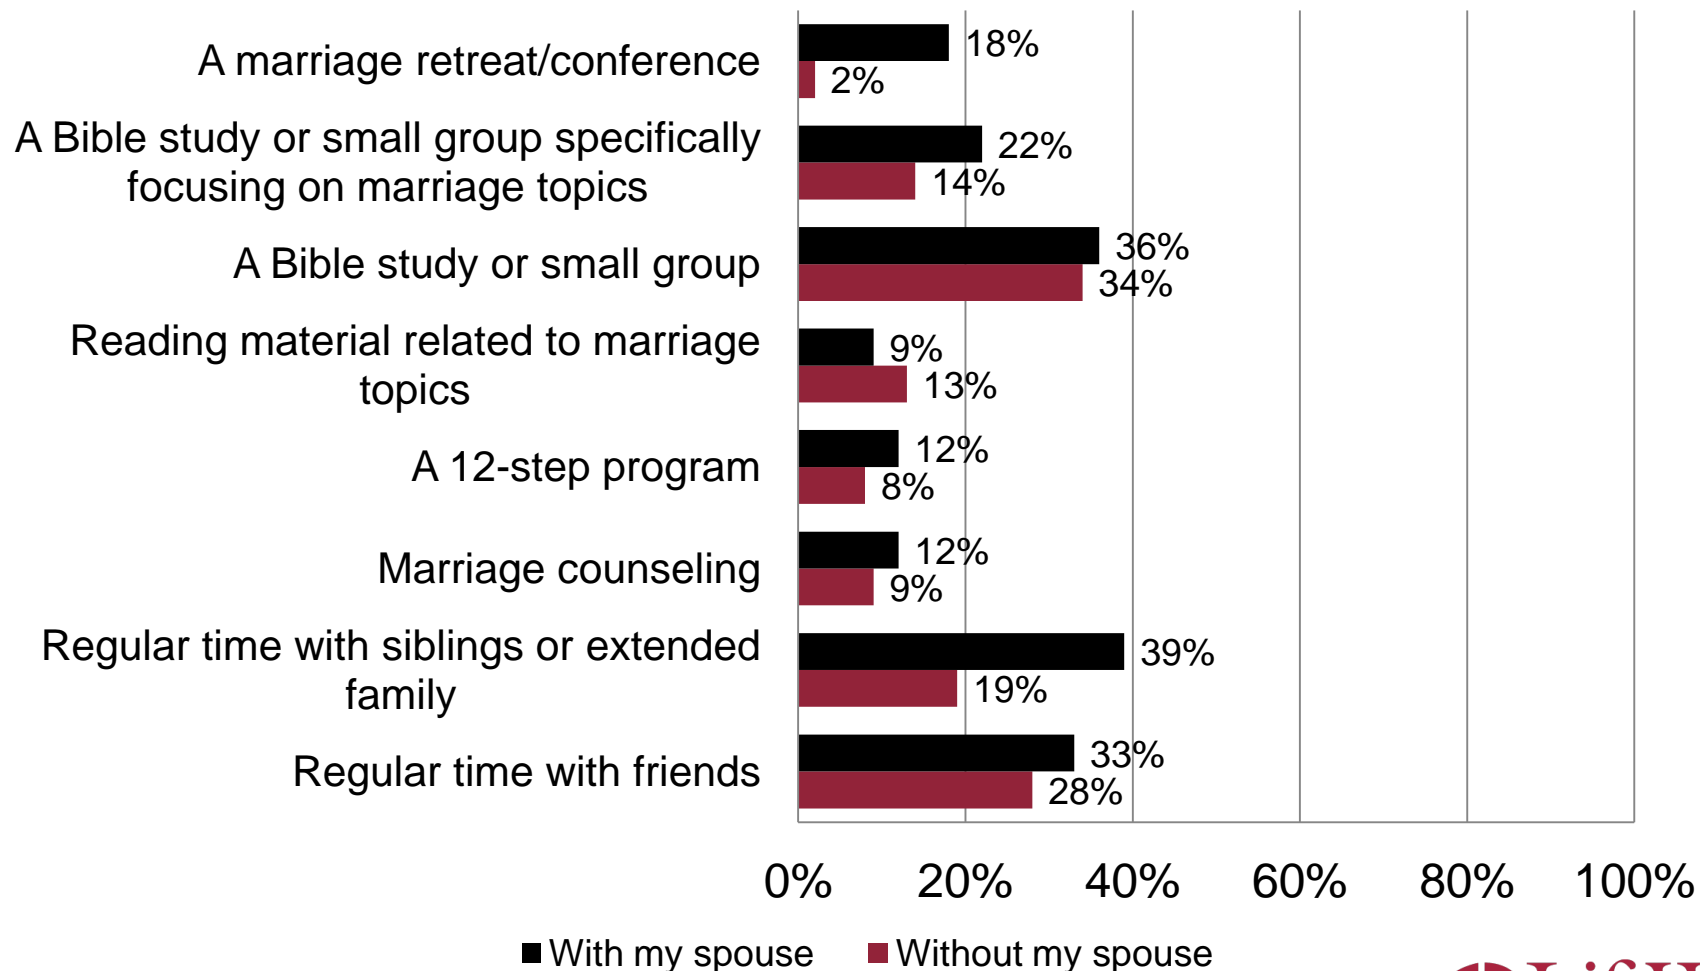 A marriage retreat/conference
18%
2%
A Bible study or small group specifically
focusing on marriage topics
22%
14%
A Bible study or small group
36%
34%
Reading material related to marriage
topics
9%
13%
A 12-step program
12%
8%
Marriage counseling
12%
9%
Regular time with siblings or extended
family
39%
19%
Regular time with friends
33%
28%
0% 20% 40% 60% 80% 100%
With my spouse Without my spouse